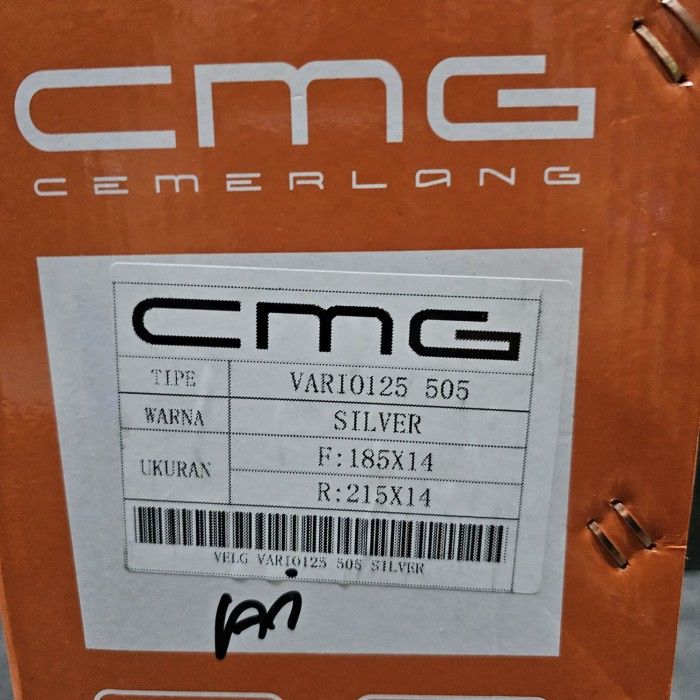 CMG
CEMERLANG
CMG
TIPE VARIO125 505
WARNA SILVER
UKURAN F:185X14
R:215X14
VELG VARIO125 505 SILVER